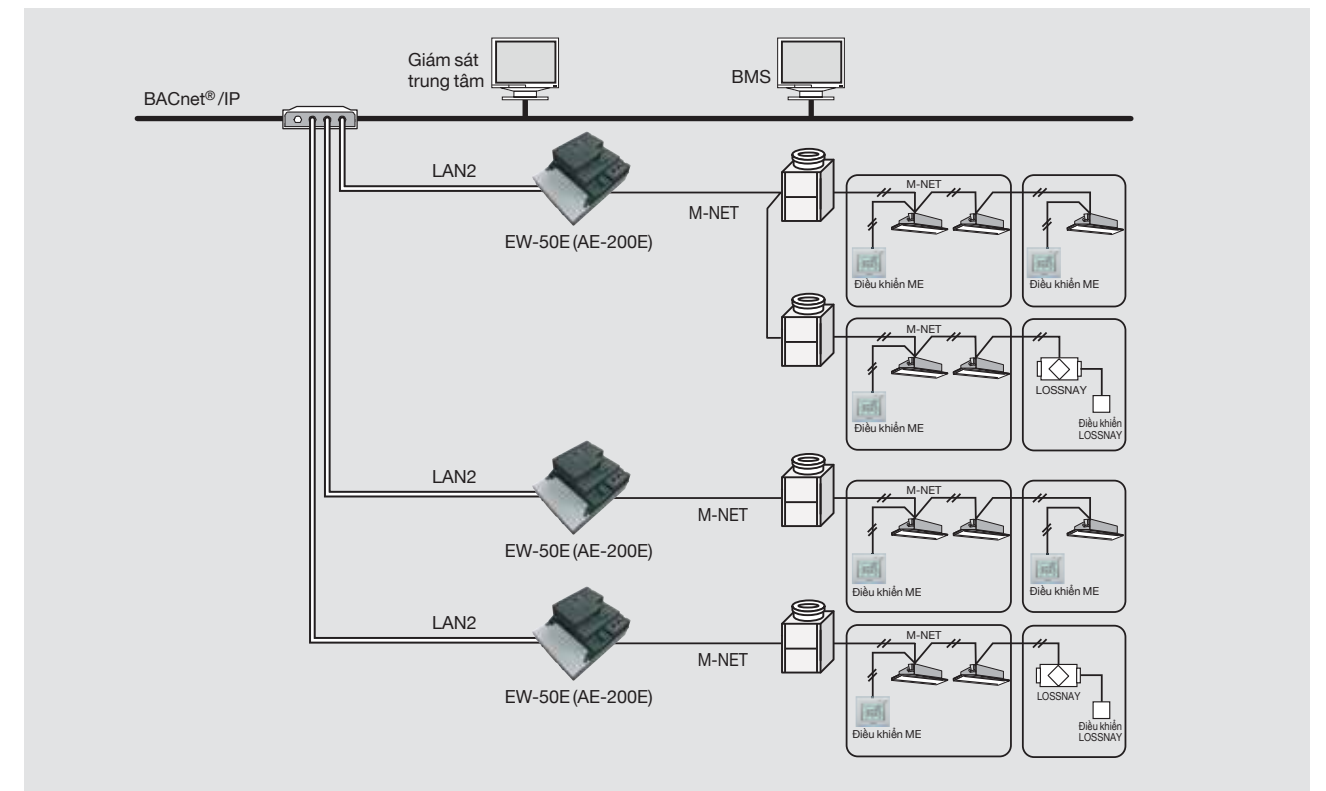 Giám sát
trung tâm
BMS
BACnet®/IP
LAN2
M-NET
EW-50E (AE-200E)
M-NET
Điều khiển ME
Điều khiển ME
M-NET
LOSSNAY
Điều khiển ME
Điều khiển
LOSSNAY
LAN2
M-NET
EW-50E (AE-200E)
M-NET
Điều khiển ME
Điều khiển ME
LAN2
M-NET
EW-50E (AE-200E)
M-NET
LOSSNAY
Điều khiển ME
Điều khiển
LOSSNAY